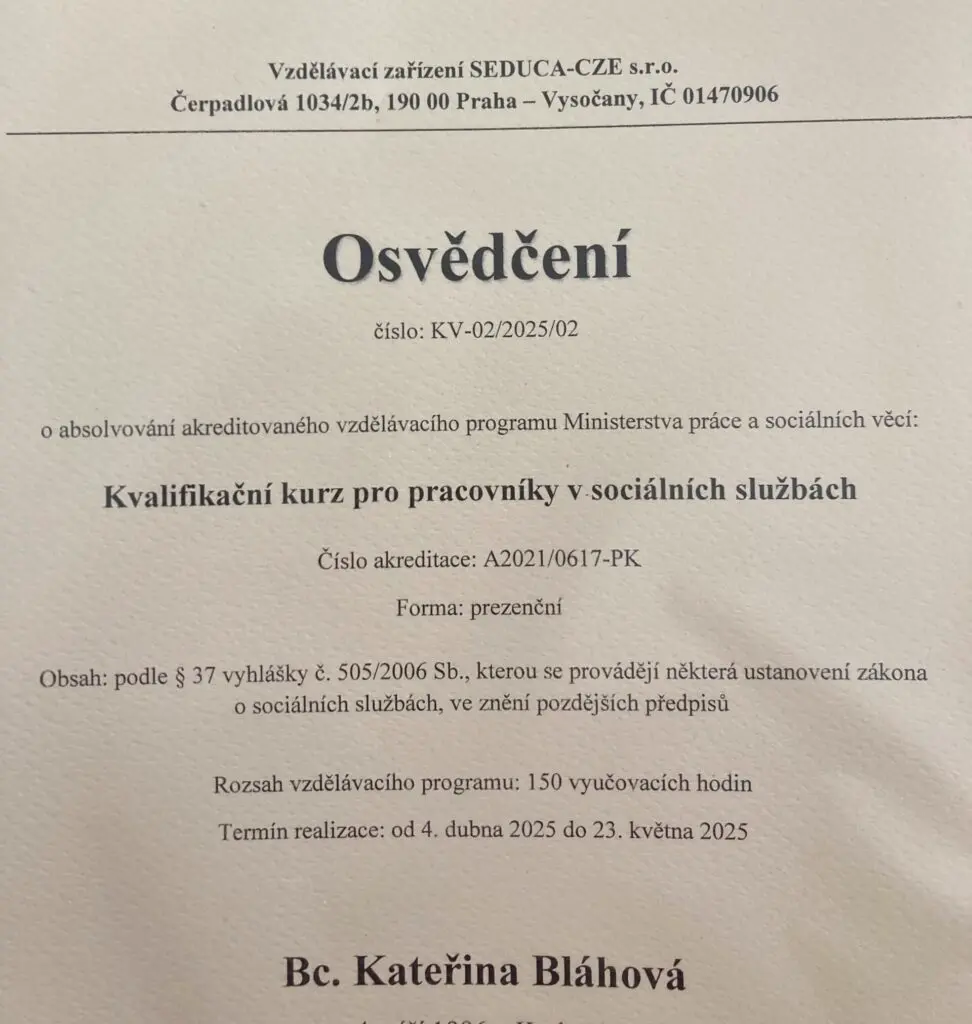 Vzdělávací zařízení SEDUCA-CZE s.r.o.
Čerpadlová 1034/2b, 190 00 Praha – Vysočany, IČ 01470906
Osvědčení
číslo: KV-02/2025/02
o absolvování akreditovaného vzdělávacího programu Ministerstva práce a sociálních věcí:
Kvalifikační kurz pro pracovníky v sociálních službách
Číslo akreditace: A2021/0617-PK
Forma: prezenční
Obsah: podle § 37 vyhlášky č. 505/2006 Sb., kterou se provádějí některá ustanovení zákona
o sociálních službách, ve znění pozdějších předpisů
Rozsah vzdělávacího programu: 150 vyučovacích hodin
Termín realizace: od 4. dubna 2025 do 23. května 2025
Bc. Kateřina Bláhová